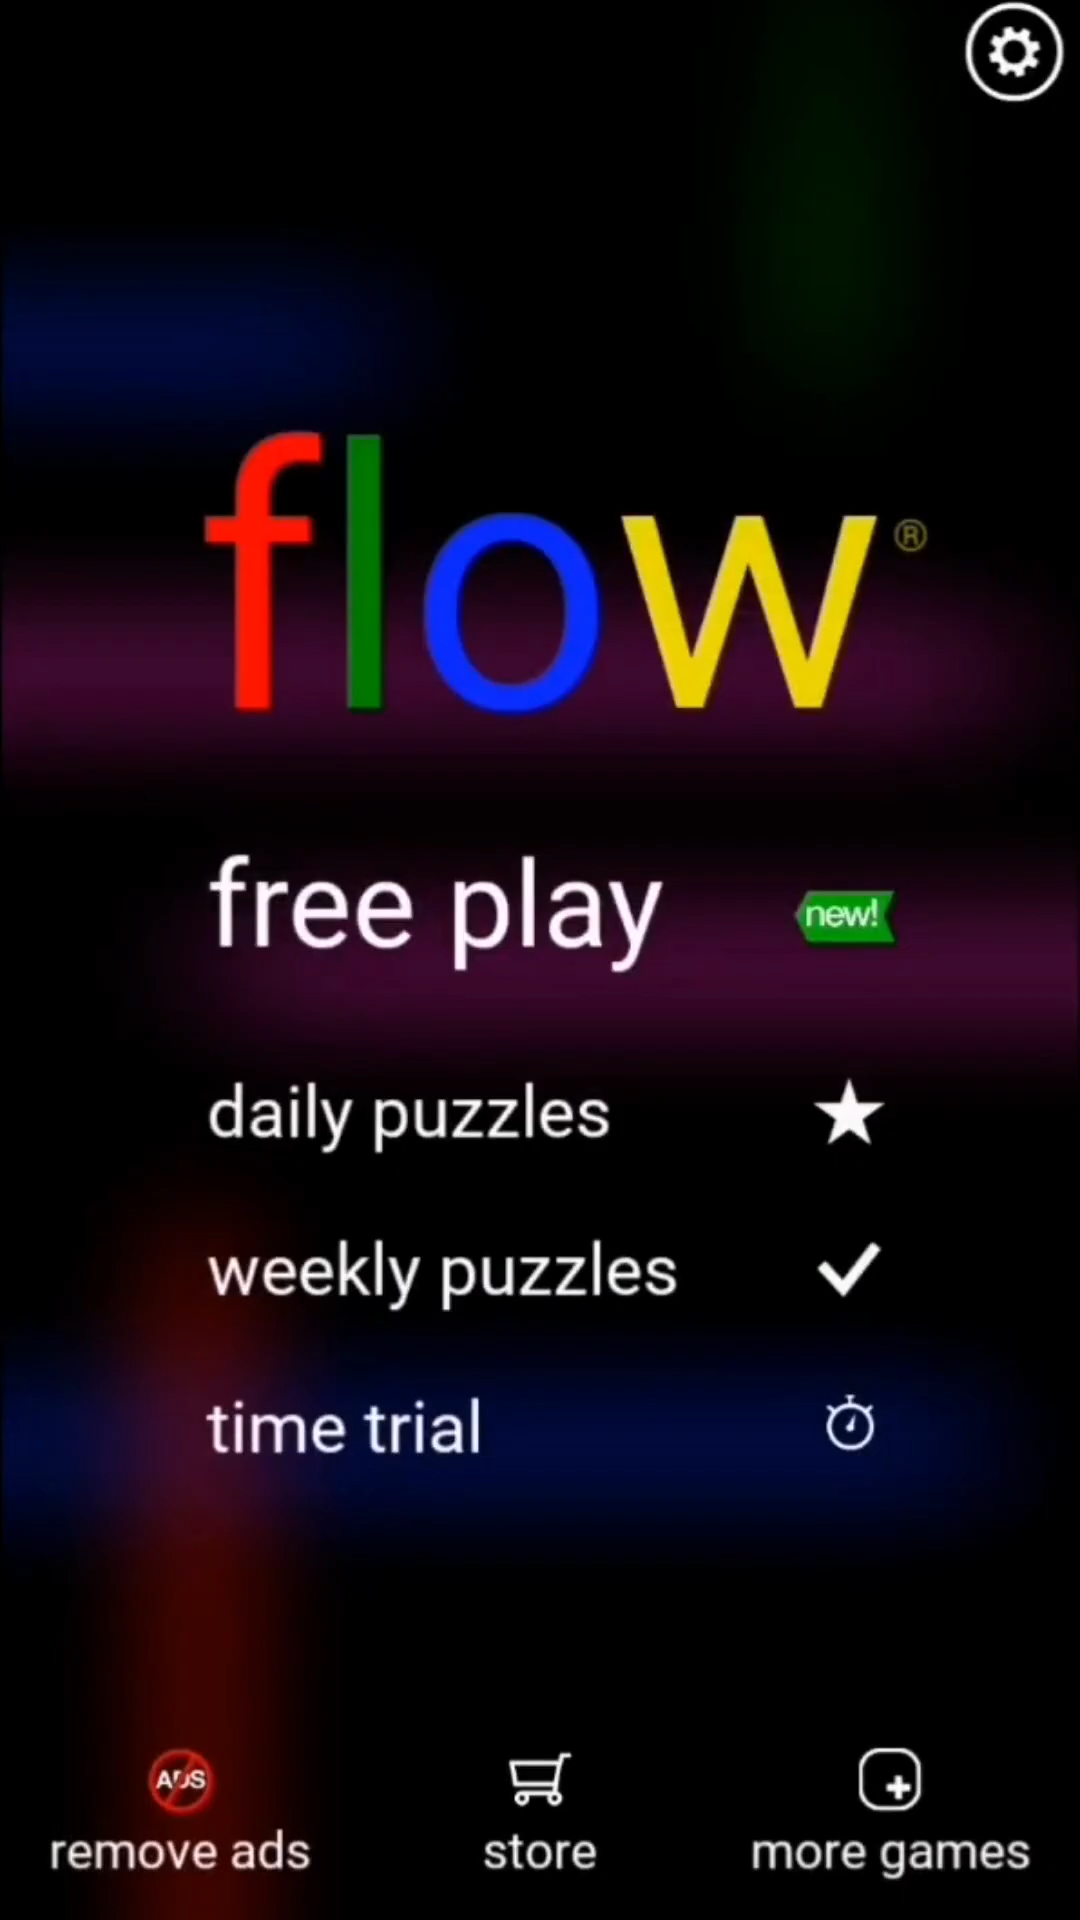 flow®
free play
new!
daily puzzles
weekly puzzles
time trial
ADS
remove ads
store
more games